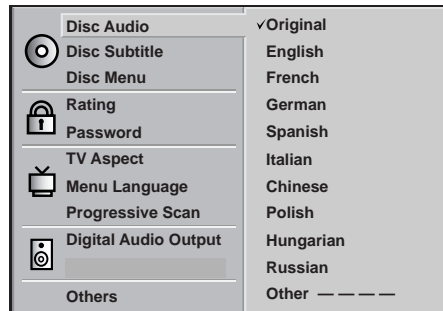 Disc Audio
Disc Subtitle
Disc Menu
Rating
Password
TV Aspect
Menu Language
Progressive Scan
Digital Audio Output
Others
✓Original
English
French
German
Spanish
Italian
Chinese
Polish
Hungarian
Russian
Other — — — —